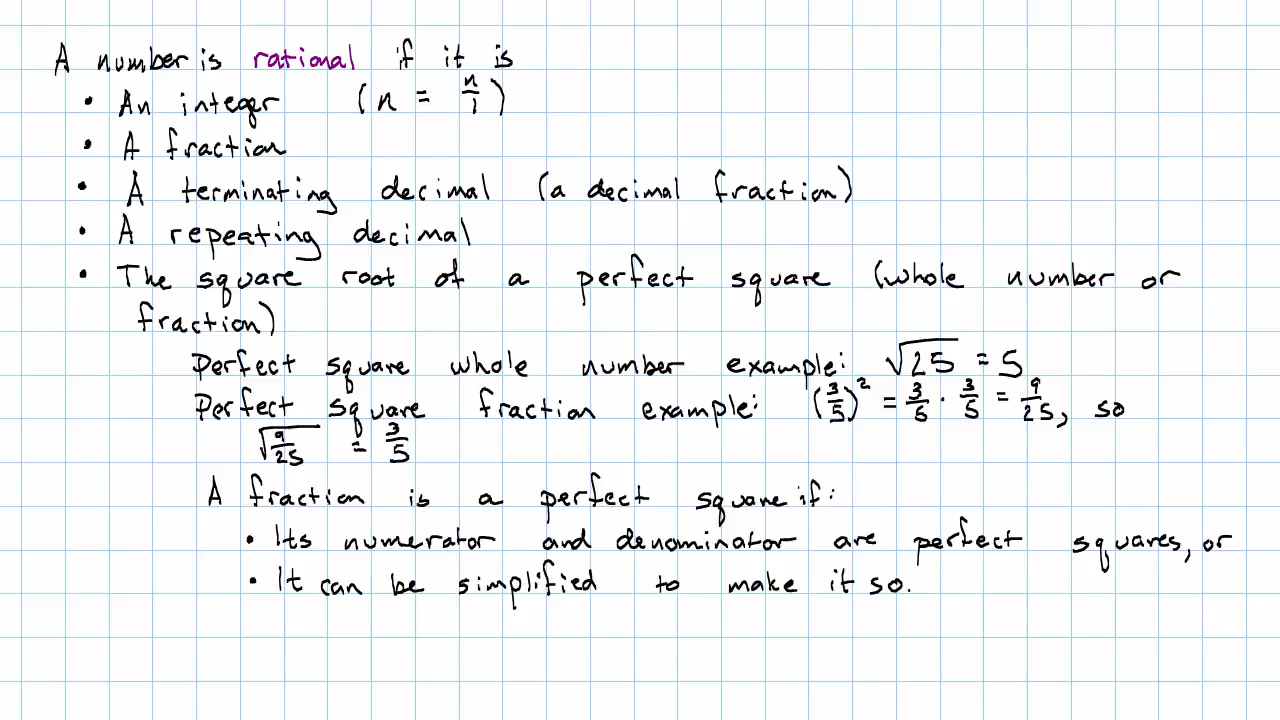 A number is rational if it is
• An integer (n = n/1)
• A fraction
• A terminating decimal (a decimal fraction)
• A repeating decimal
• The square root of a perfect square (whole number or
fraction)
Perfect square whole number example: √25 = 5
Perfect square fraction example: (3/5)² = 3/5 · 3/5 = 9/25, so
√(9/25) = 3/5
A fraction is a perfect square if:
• Its numerator and denominator are perfect squares, or
• It can be simplified to make it so.